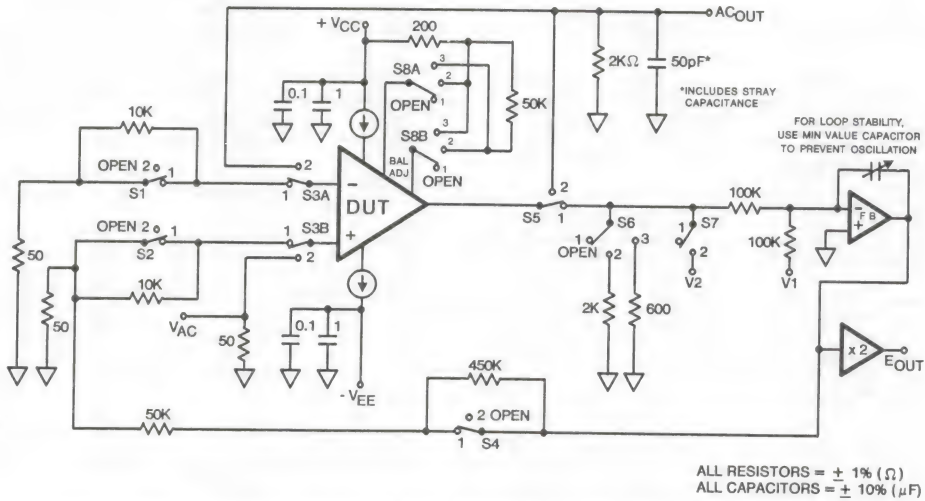 AC OUT
+ VCC
200
S8A
3
2
OPEN 1
S8B
3
2
1
OPEN
BAL
ADJ
50K
2KΩ
50pF*
*INCLUDES STRAY
CAPACITANCE
0.1
1
10K
OPEN 2
1
S1
2
1
S3A
FOR LOOP STABILITY,
USE MIN VALUE CAPACITOR
TO PREVENT OSCILLATION
−
DUT
+
OPEN 2
1
S2
1
S3B
2
10K
50
50
VAC
50
0.1
1
- VEE
2
S5
1
S6
1
OPEN
2
3
2K
600
S7
1
2
V2
100K
100K
V1
−
FB
+
x 2
EOUT
450K
50K
2 OPEN
1
S4
ALL RESISTORS = ± 1% (Ω)
ALL CAPACITORS = ± 10% (µF)